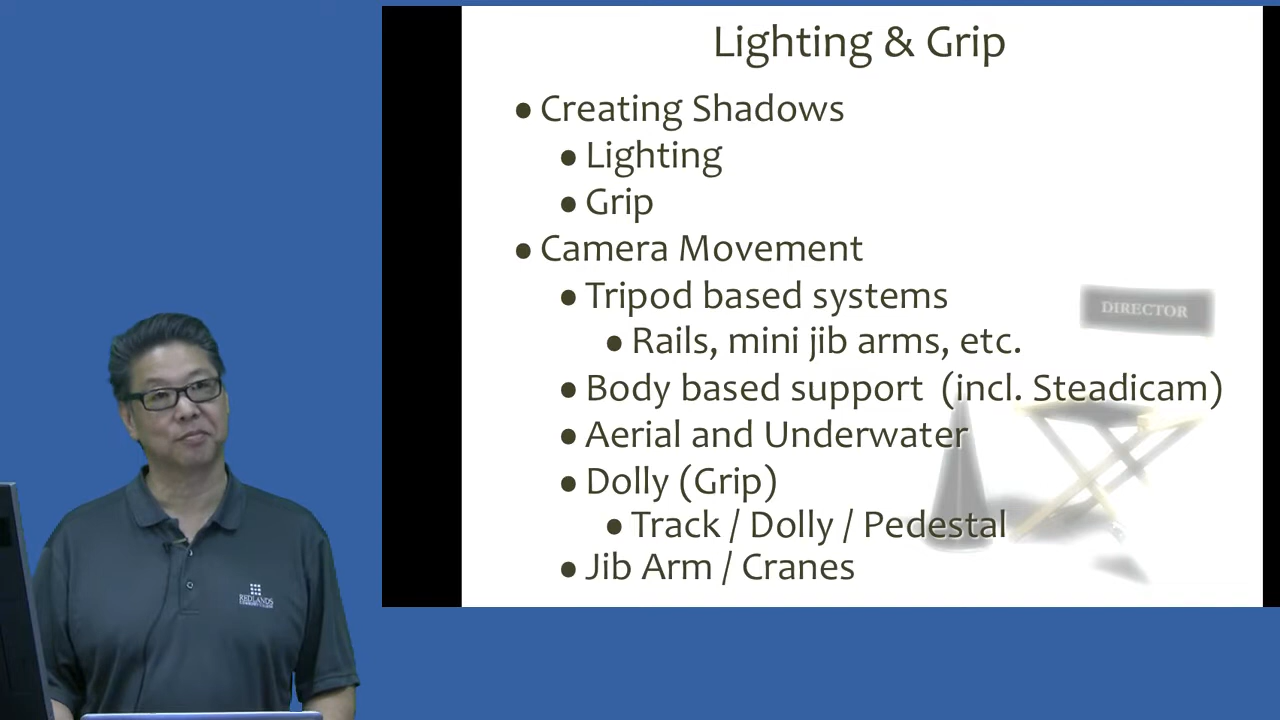 Lighting & Grip
• Creating Shadows
• Lighting
• Grip
• Camera Movement
• Tripod based systems
• Rails, mini jib arms, etc.
• Body based support (incl. Steadicam)
• Aerial and Underwater
• Dolly (Grip)
• Track / Dolly / Pedestal
• Jib Arm / Cranes
DIRECTOR
REDLANDS